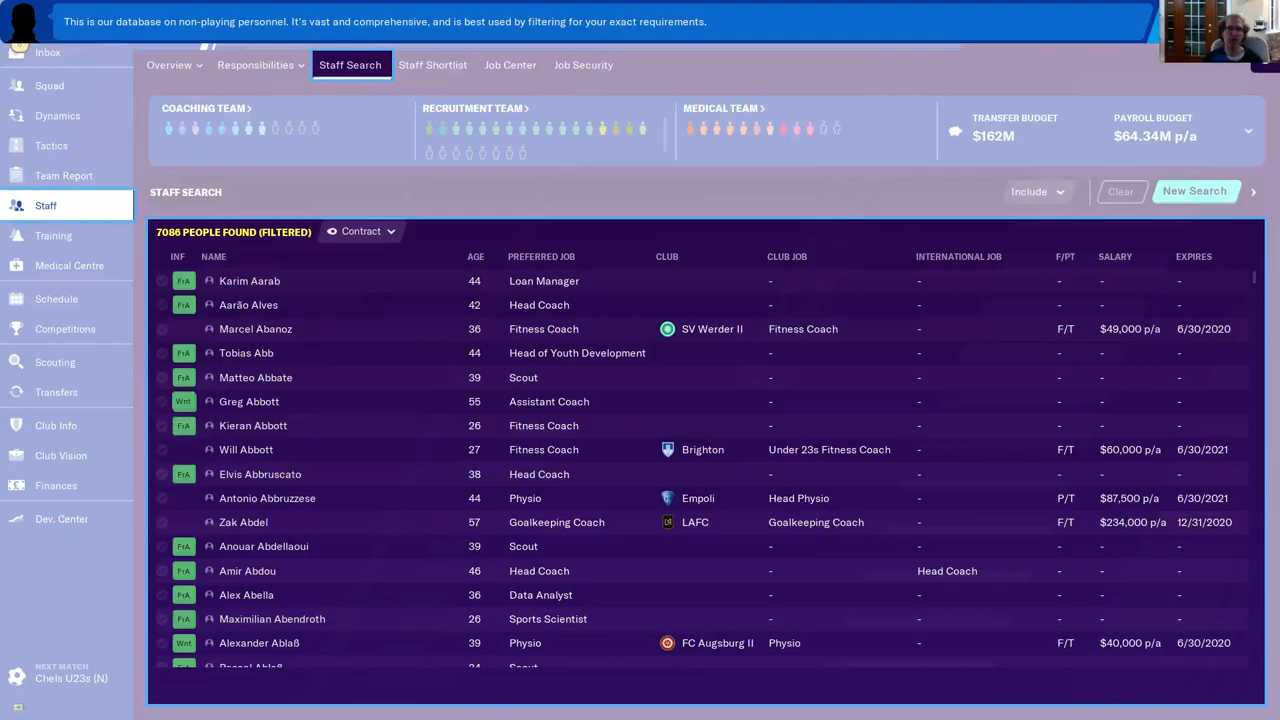 This is our database on non-playing personnel. It's vast and comprehensive, and is best used by filtering for your exact requirements.
Inbox
Squad
Dynamics
Tactics
Team Report
Staff
Training
Medical Centre
Schedule
Competitions
Scouting
Transfers
Club Info
Club Vision
Finances
Dev. Center
NEXT MATCH
Chels U23s (N)
Overview Responsibilities Staff Search Staff Shortlist Job Center Job Security
COACHING TEAM RECRUITMENT TEAM MEDICAL TEAM
TRANSFER BUDGET PAYROLL BUDGET
$162M $64.34M p/a
STAFF SEARCH Include Clear New Search
7086 PEOPLE FOUND (FILTERED) Contract
INF NAME AGE PREFERRED JOB CLUB CLUB JOB INTERNATIONAL JOB F/PT SALARY EXPIRES
FrA Karim Aarab 44 Loan Manager - - - - -
FrA Aarão Alves 42 Head Coach - - - - -
Marcel Abanoz 36 Fitness Coach SV Werder II Fitness Coach - F/T $49,000 p/a 6/30/2020
FrA Tobias Abb 44 Head of Youth Development - - - - -
FrA Matteo Abbate 39 Scout - - - - -
Wnt Greg Abbott 55 Assistant Coach - - - - -
FrA Kieran Abbott 26 Fitness Coach - - - - -
Will Abbott 27 Fitness Coach Brighton Under 23s Fitness Coach - F/T $60,000 p/a 6/30/2021
FrA Elvis Abbruscato 38 Head Coach - - - - -
Antonio Abbruzzese 44 Physio Empoli Head Physio - P/T $87,500 p/a 6/30/2021
Zak Abdel 57 Goalkeeping Coach LAFC Goalkeeping Coach - F/T $234,000 p/a 12/31/2020
FrA Anouar Abdellaoui 39 Scout - - - - -
FrA Amir Abdou 46 Head Coach - Head Coach - - -
FrA Alex Abella 36 Data Analyst - - - - -
FrA Maximilian Abendroth 26 Sports Scientist - - - - -
Wnt Alexander Ablaß 39 Physio FC Augsburg II Physio - F/T $40,000 p/a 6/30/2020